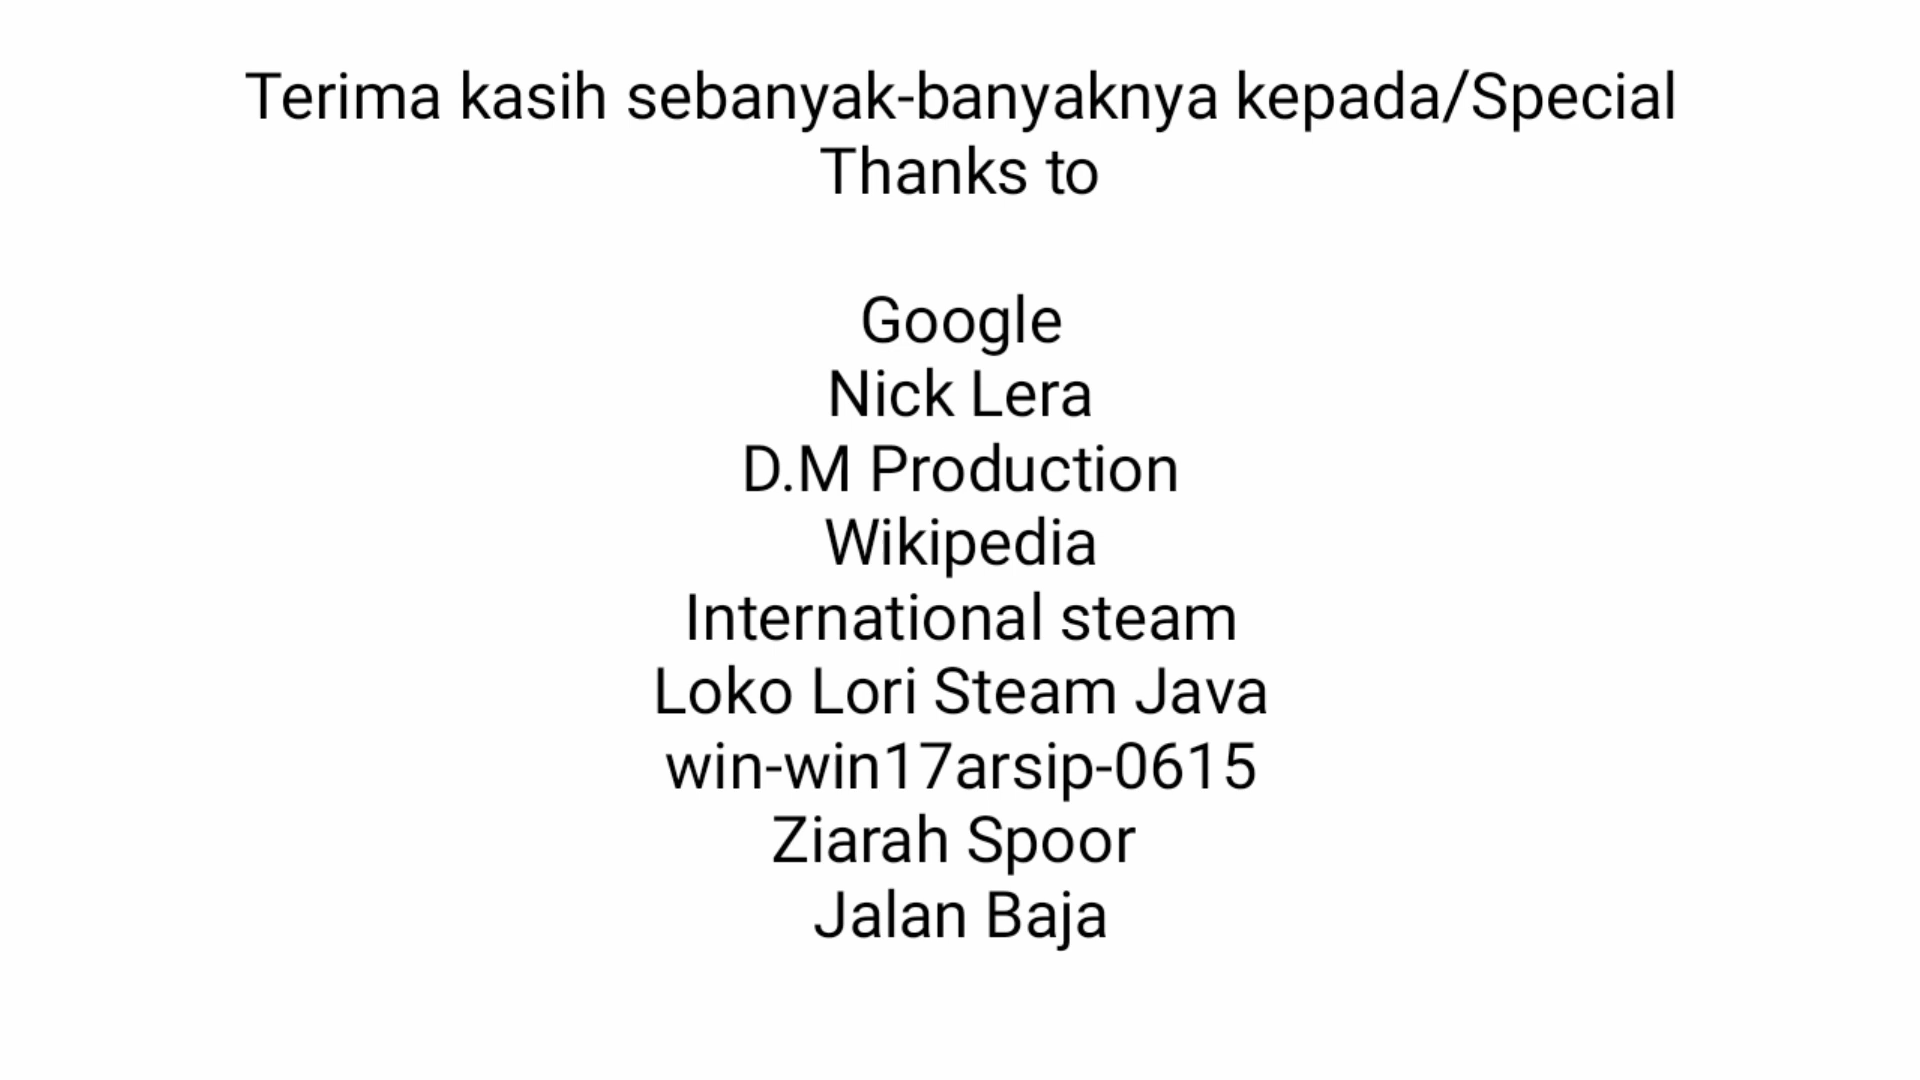 Terima kasih sebanyak-banyaknya kepada/Special
Thanks to
Google
Nick Lera
D.M Production
Wikipedia
International steam
Loko Lori Steam Java
win-win17arsip-0615
Ziarah Spoor
Jalan Baja